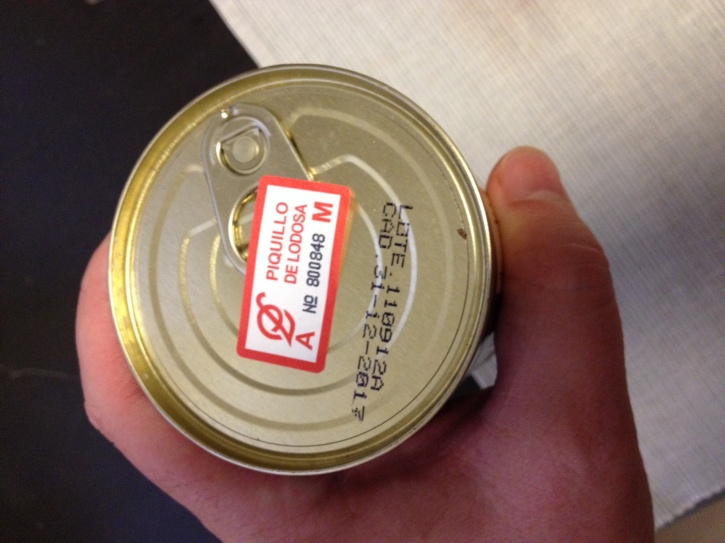 PIQUILLO
DE LODOSA
A Nº 800848 M
LOTE.110912A
CAD.31-12-2017